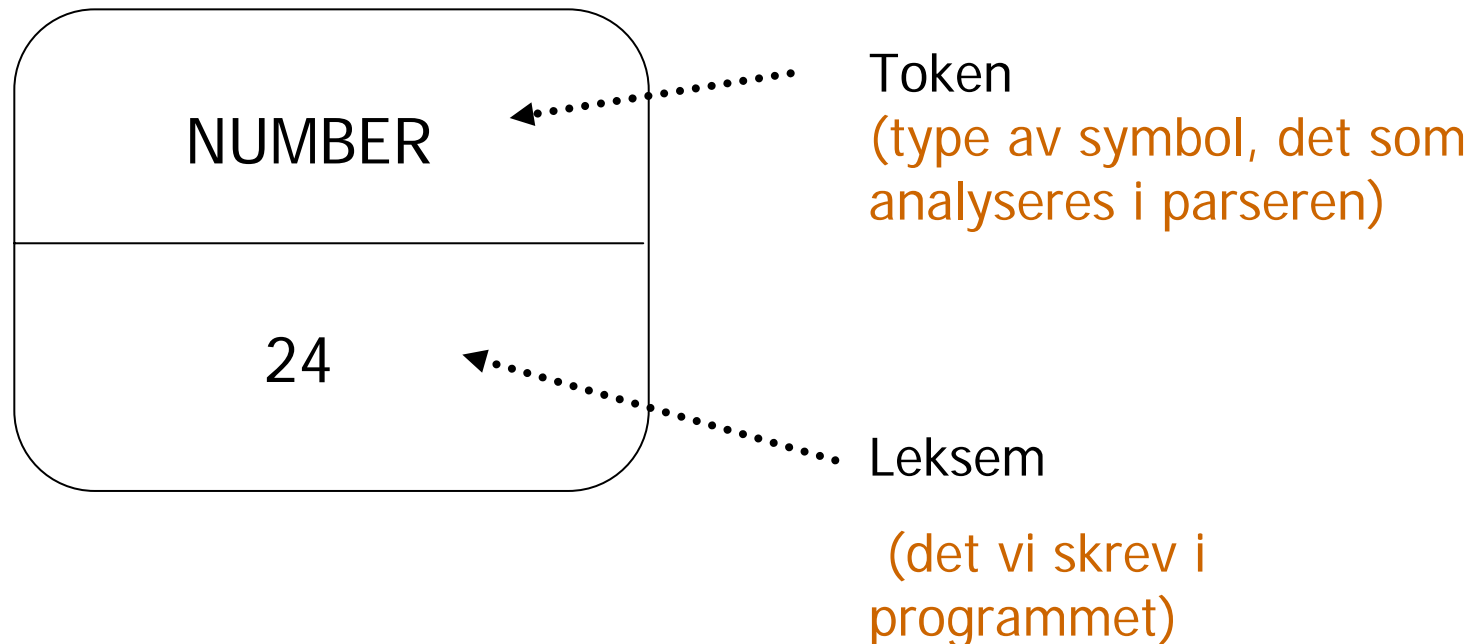 NUMBER
24
Token
(type av symbol, det som
analyseres i parseren)
Leksem
(det vi skrev i
programmet)